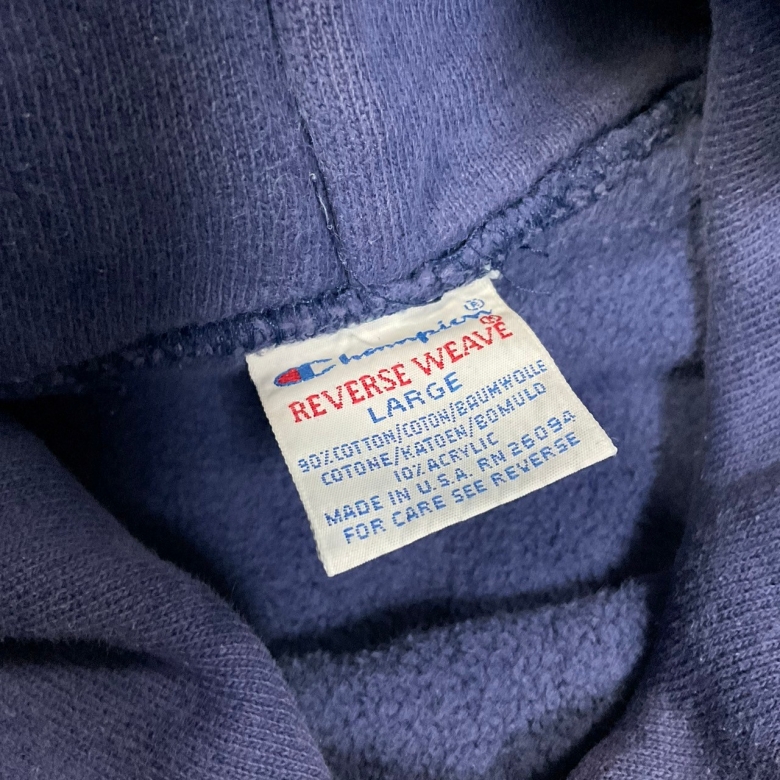 Champion®
REVERSE WEAVE®
LARGE
90%COTTON/COTON/BAUMWOLLE
COTONE/KATOEN/BOMULD
10% ACRYLIC
MADE IN U.S.A. RN 26094
FOR CARE SEE REVERSE